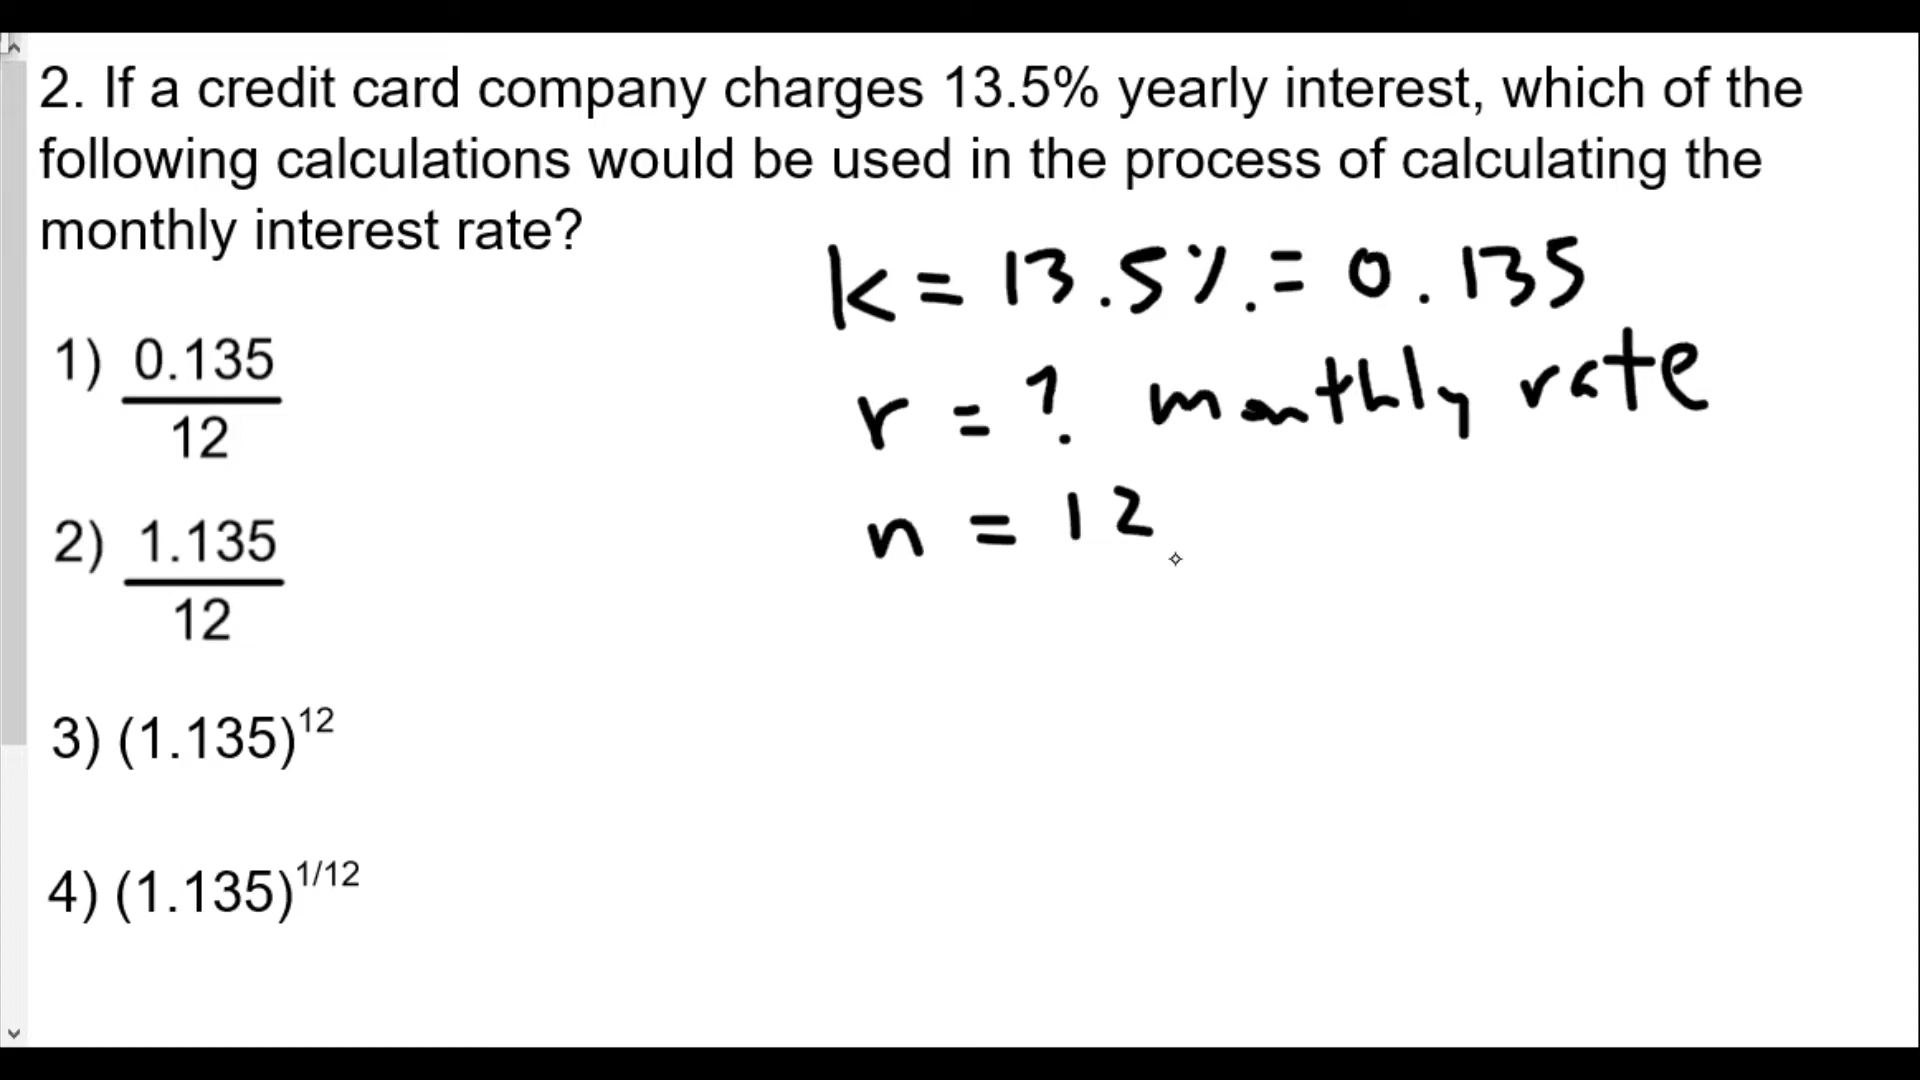 2. If a credit card company charges 13.5% yearly interest, which of the
following calculations would be used in the process of calculating the
monthly interest rate?
k = 13.5% = 0.135
r = ? monthly rate
n = 12
1) 0.135
12
2) 1.135
12
3) (1.135)^12
4) (1.135)^1/12